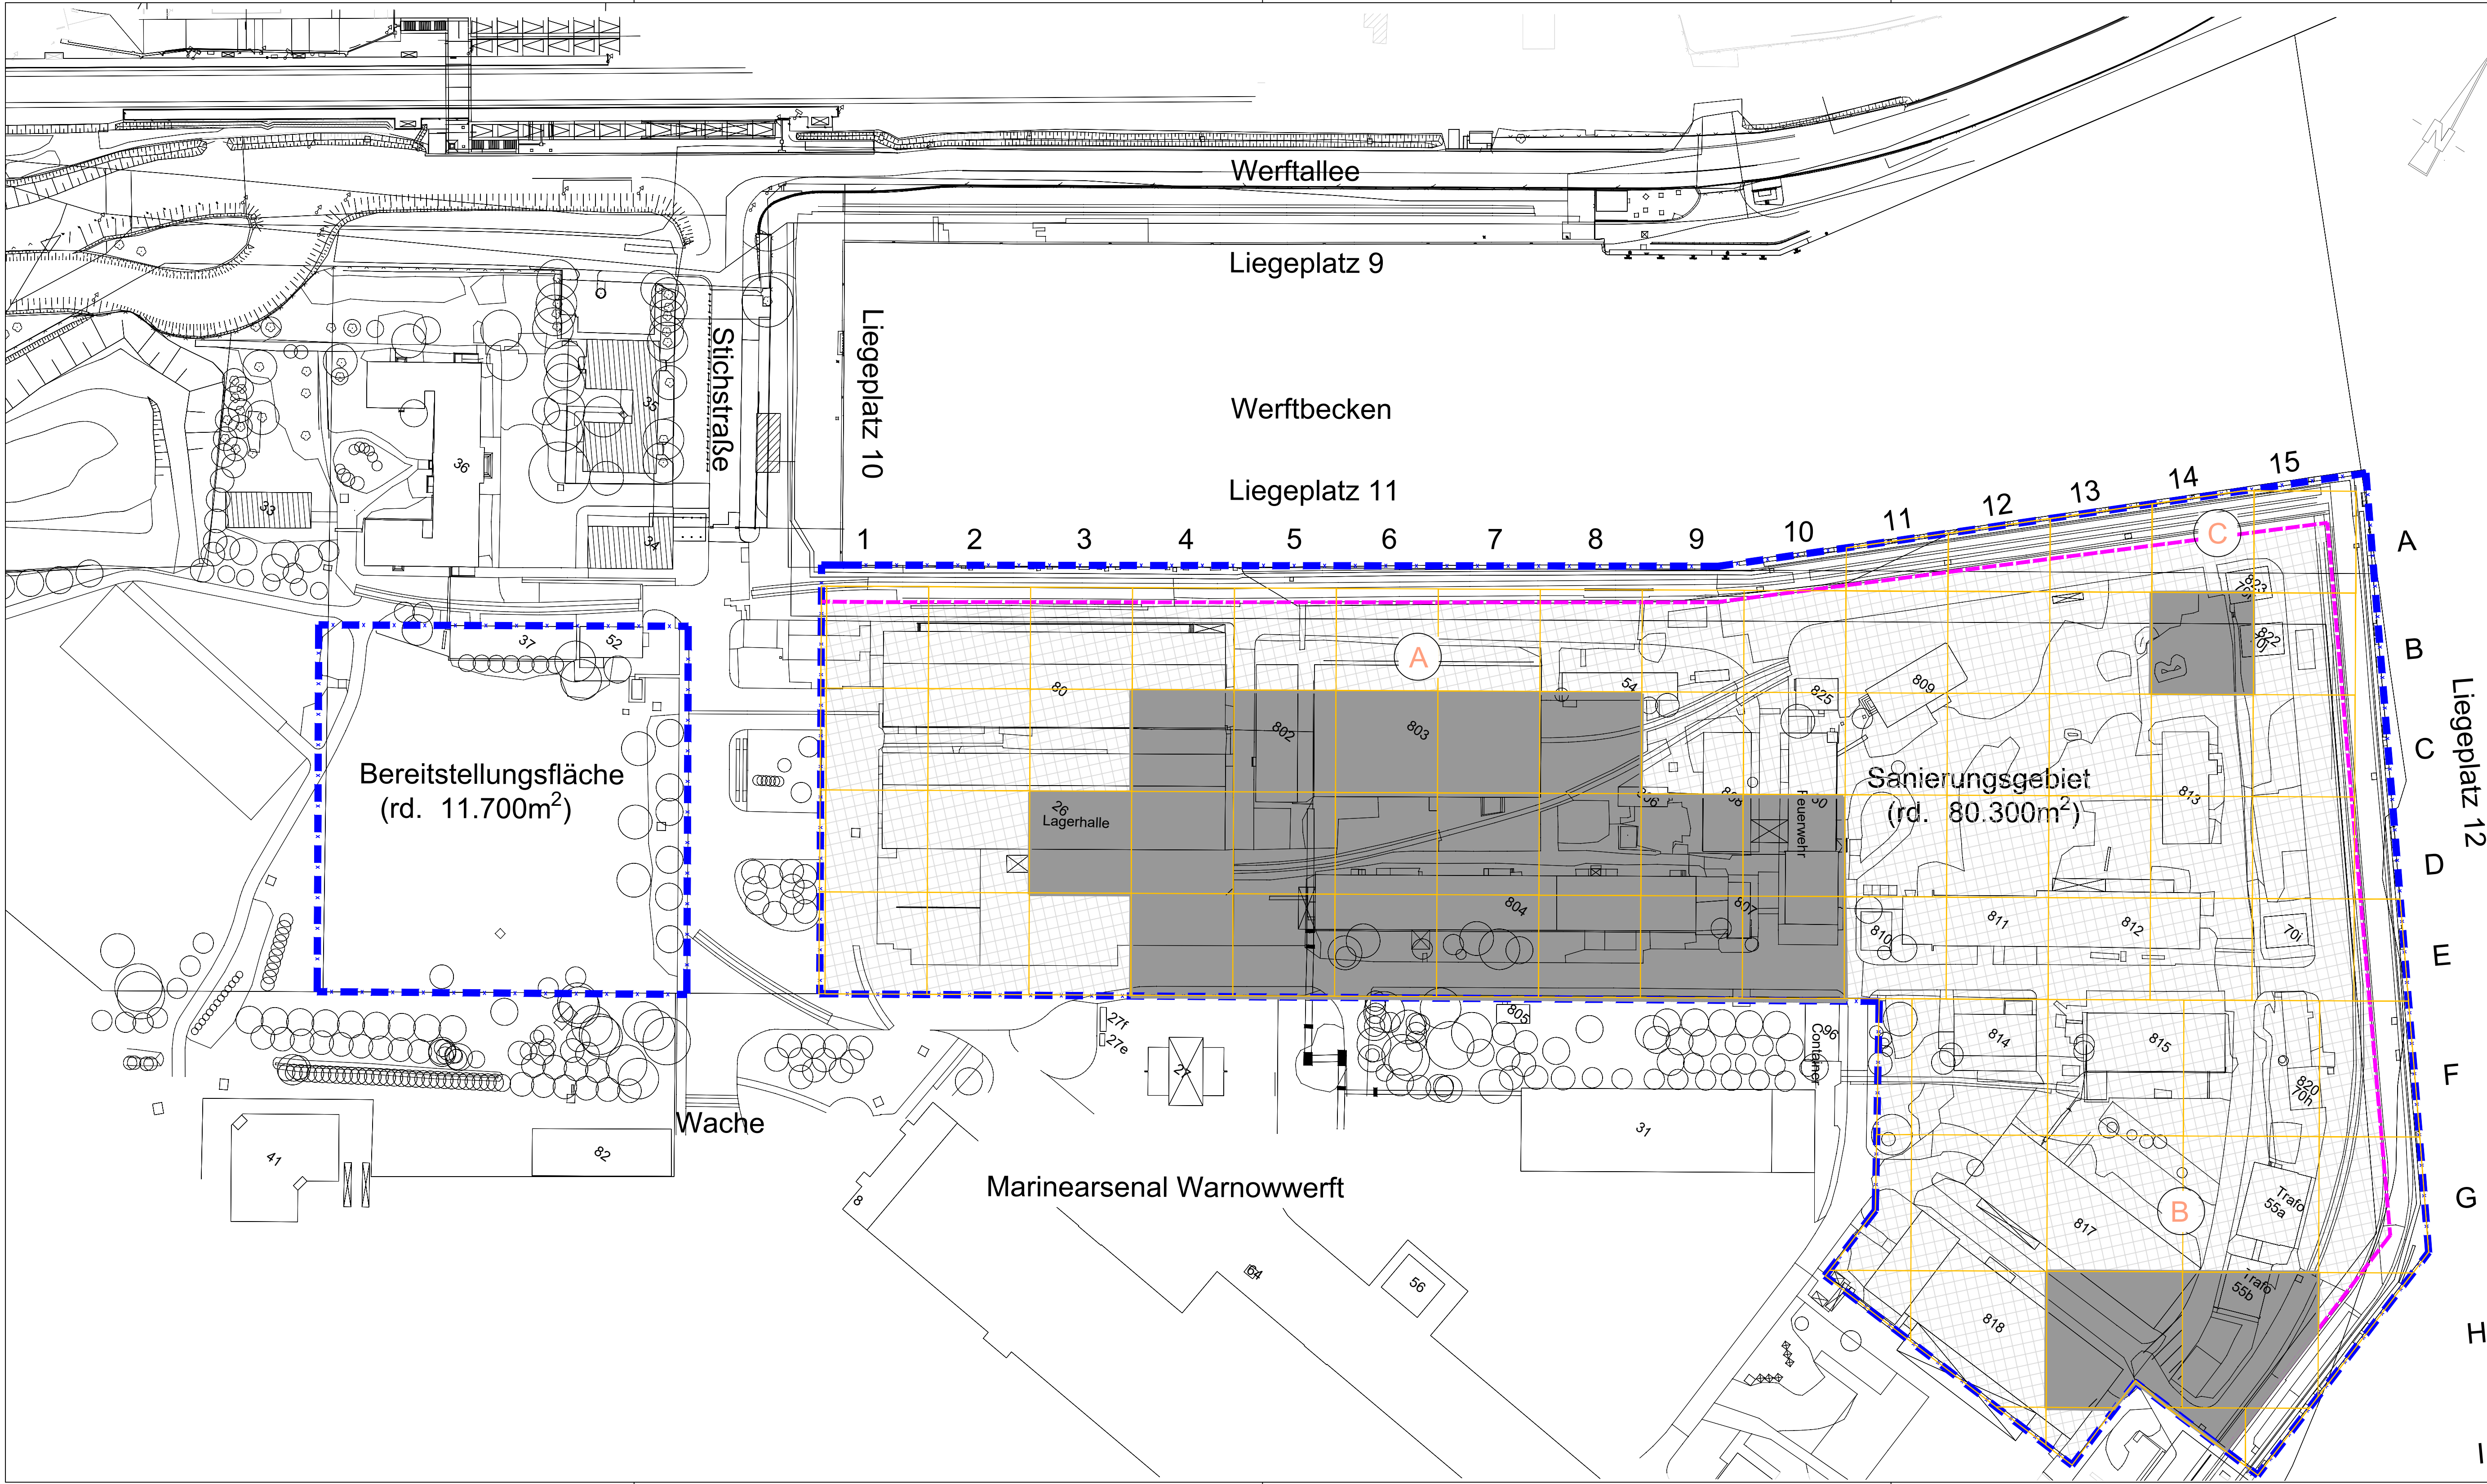 Werftallee
Liegeplatz 9
Stichstraße
Liegeplatz 10
Werftbecken
Liegeplatz 11
1 2 3 4 5 6 7 8 9 10 11 12 13 14 15
A
B
C
D
E
F
G
H
I
Liegeplatz 12
A
B
C
N
33
34
35
36
37
52
Bereitstellungsfläche
(rd. 11.700m²)
80
26
Lagerhalle
802
803
54
825
809
804
807
Feuerwehr
Sanierungsgebiet
(rd. 80.300m²)
823
822
70j
813
810
811
812
70i
814
815
820
70h
817
818
Trafo
55a
Trafo
55b
805
96
Container
27f
27e
27
31
Wache
41
82
8
Marinearsenal Warnowwerft
64
56